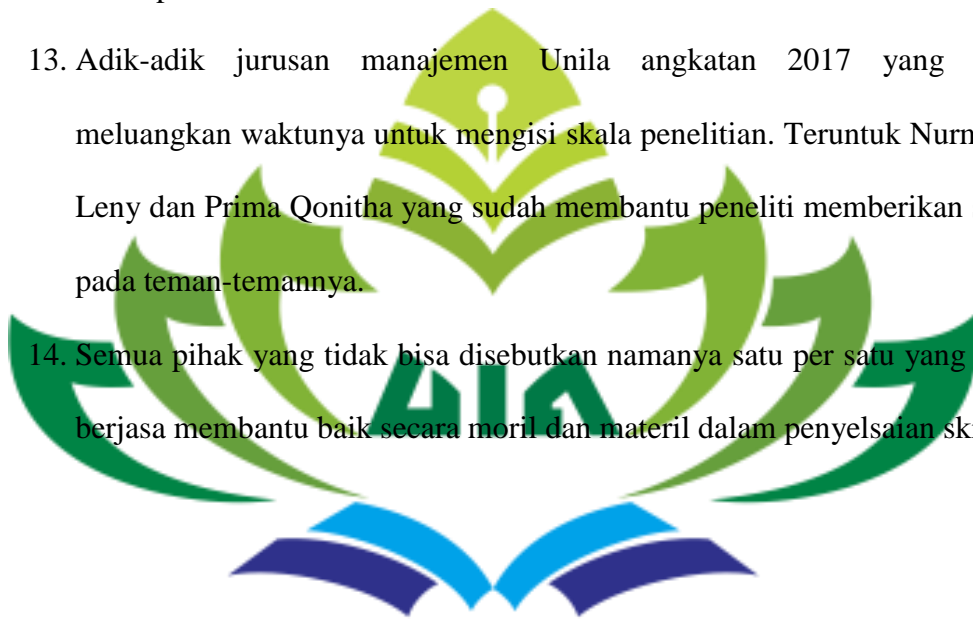 13. Adik-adik jurusan manajemen Unila angkatan 2017 yang
meluangkan waktunya untuk mengisi skala penelitian. Teruntuk
Leny dan Prima Qonitha yang sudah membantu peneliti memberikan
pada teman-temannya.
14. Semua pihak yang tidak bisa disebutkan namanya satu per satu yang
UIN
berjasa membantu baik secara moril dan materil dalam penyelsaian